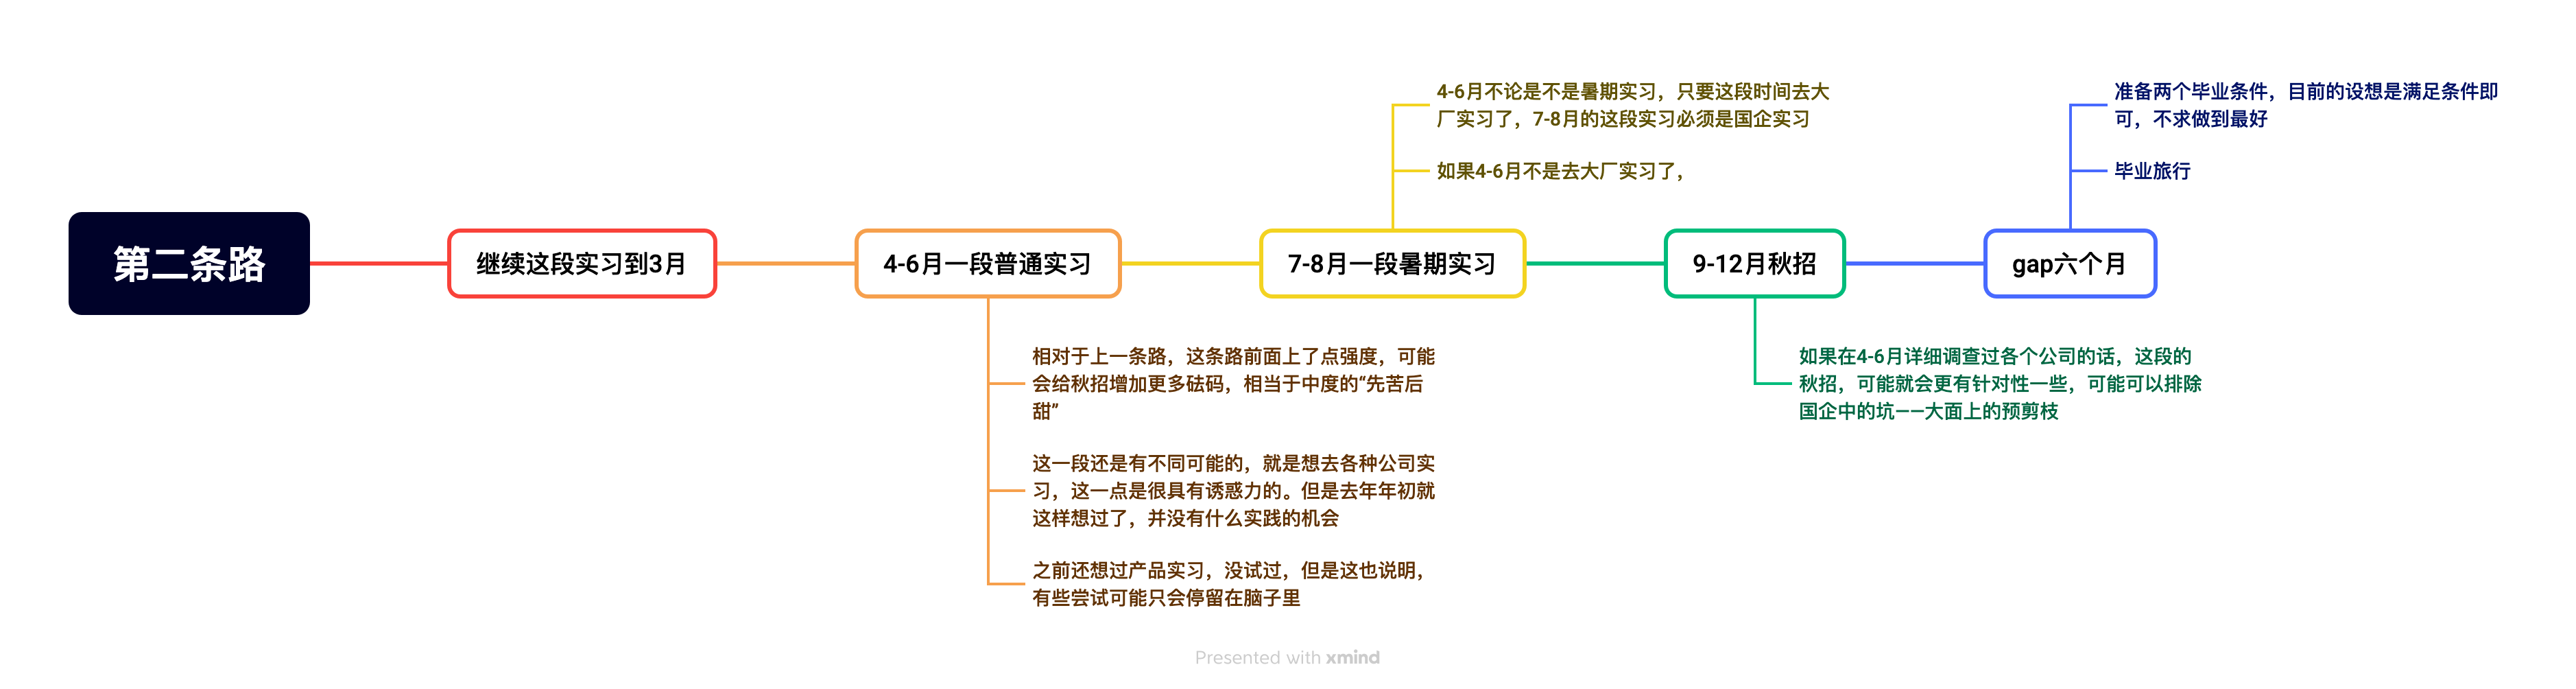 第二条路
继续这段实习到3月
4-6月一段普通实习
相对于上一条路，这条路前面上了点强度，可能
会给秋招增加更多砝码，相当于中度的“先苦后
甜”
这一段还是有不同可能的，就是想去各种公司实
习，这一点是很具有诱惑力的。但是去年年初就
这样想过了，并没有什么实践的机会
之前还想过产品实习，没试过，但是这也说明，
有些尝试可能只会停留在脑子里
7-8月一段暑期实习
4-6月不论是不是暑期实习，只要这段时间去大
厂实习了，7-8月的这段实习必须是国企实习
如果4-6月不是去大厂实习了，
9-12月秋招
如果在4-6月详细调查过各个公司的话，这段的
秋招，可能就会更有针对性一些，可能可以排除
国企中的坑——大面上的预剪枝
gap六个月
准备两个毕业条件，目前的设想是满足条件即
可，不求做到最好
毕业旅行
Presented with xmind